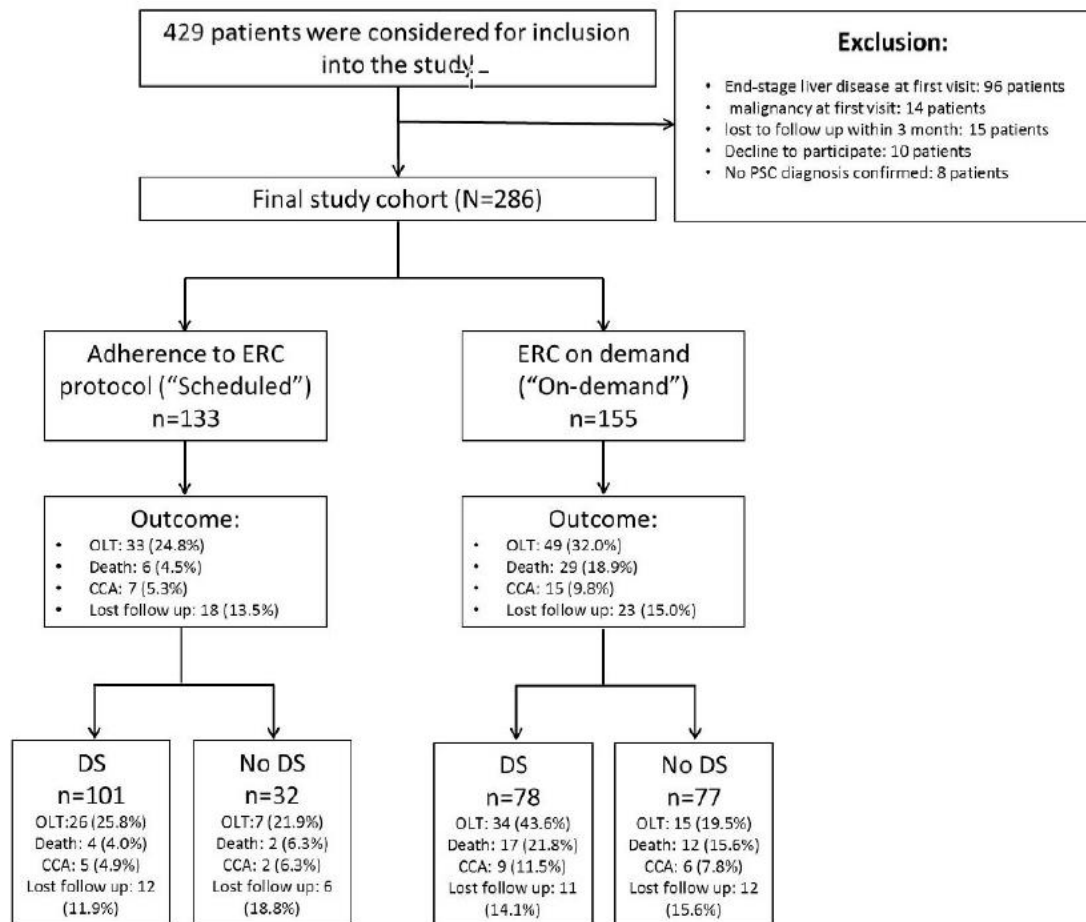 429 patients were considered for inclusion
into the study
Exclusion:
• End-stage liver disease at first visit: 96 patients
• malignancy at first visit: 14 patients
• lost to follow up within 3 month: 15 patients
• Decline to participate: 10 patients
• No PSC diagnosis confirmed: 8 patients
Final study cohort (N=286)
Adherence to ERC
protocol (“Scheduled”)
n=133
ERC on demand
(“On-demand”)
n=155
Outcome:
• OLT: 33 (24.8%)
• Death: 6 (4.5%)
• CCA: 7 (5.3%)
• Lost follow up: 18 (13.5%)
Outcome:
• OLT: 49 (32.0%)
• Death: 29 (18.9%)
• CCA: 15 (9.8%)
• Lost follow up: 23 (15.0%)
DS
n=101
OLT:26 (25.8%)
Death: 4 (4.0%)
CCA: 5 (4.9%)
Lost follow up: 12
(11.9%)
No DS
n=32
OLT:7 (21.9%)
Death: 2 (6.3%)
CCA: 2 (6.3%)
Lost follow up: 6
(18.8%)
DS
n=78
OLT: 34 (43.6%)
Death: 17 (21.8%)
CCA: 9 (11.5%)
Lost follow up: 11
(14.1%)
No DS
n=77
OLT: 15 (19.5%)
Death: 12 (15.6%)
CCA: 6 (7.8%)
Lost follow up: 12
(15.6%)